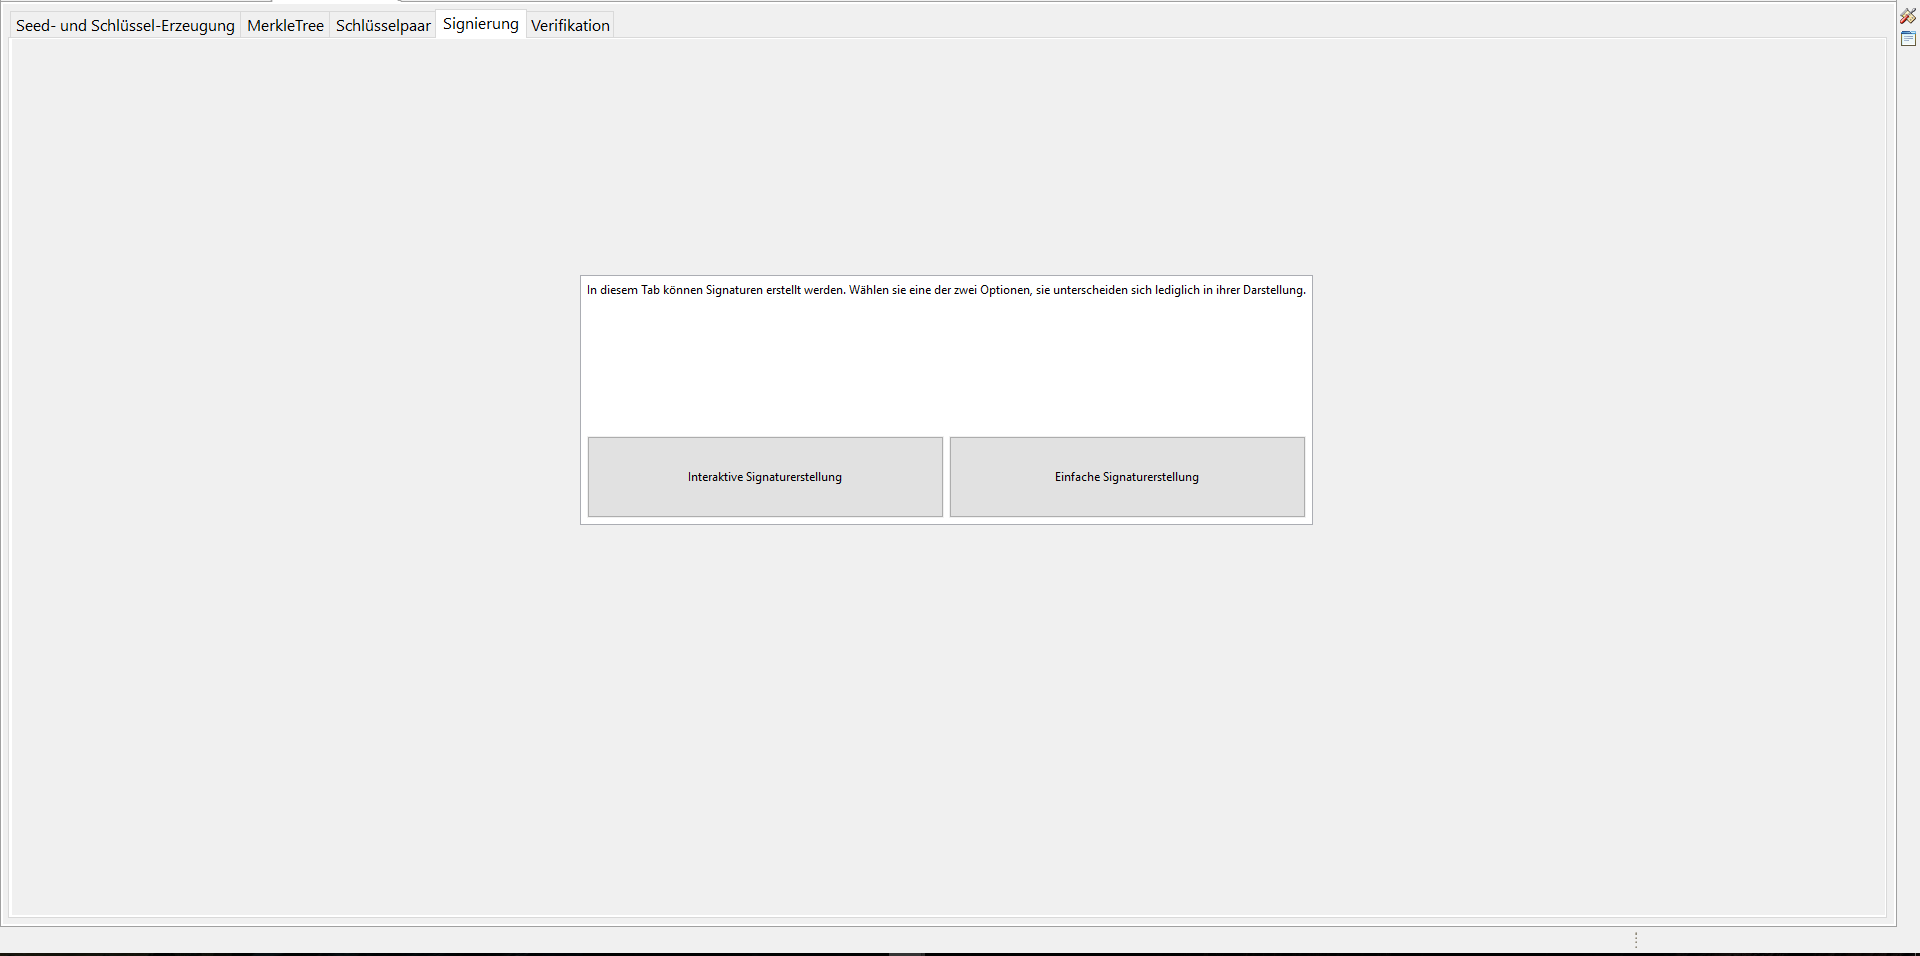 Seed- und Schlüssel-Erzeugung MerkleTree Schlüsselpaar Signierung Verifikation
In diesem Tab können Signaturen erstellt werden. Wählen sie eine der zwei Optionen, sie unterscheiden sich lediglich in ihrer Darstellung.
Interaktive Signaturerstellung Einfache Signaturerstellung